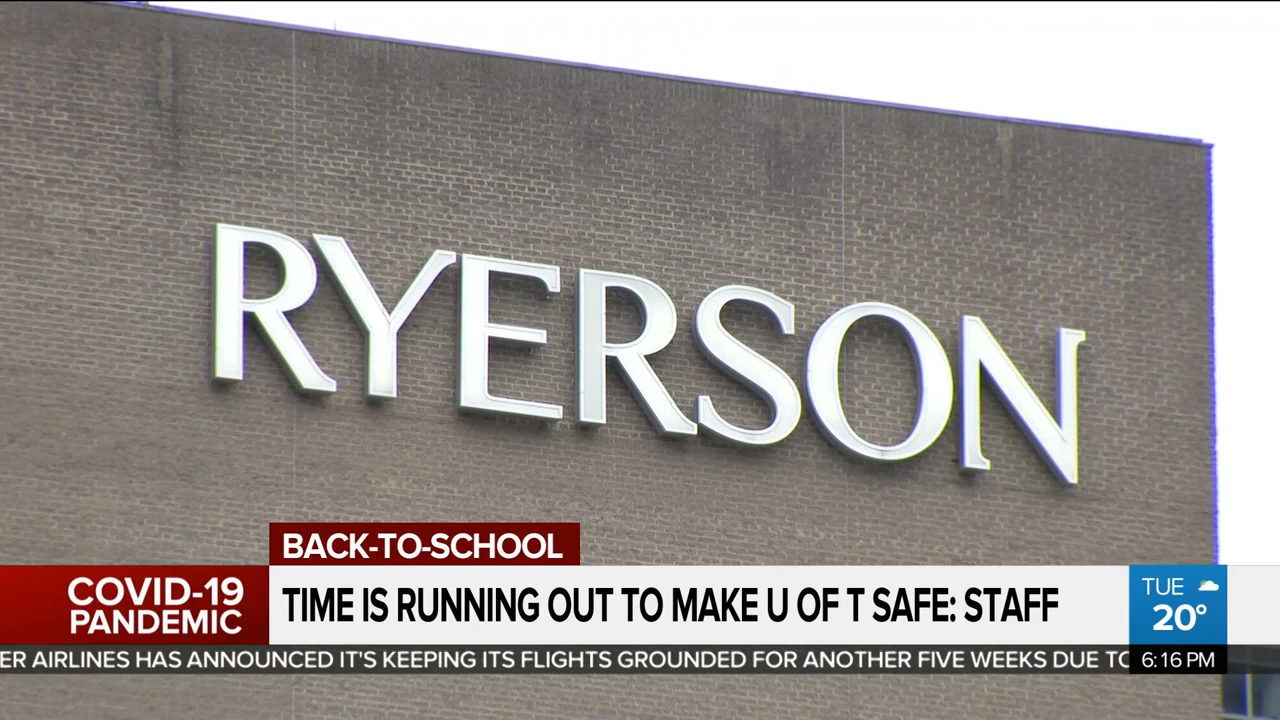 RYERSON
BACK-TO-SCHOOL
COVID-19
PANDEMIC
TIME IS RUNNING OUT TO MAKE U OF T SAFE: STAFF
TUE
20°
ER AIRLINES HAS ANNOUNCED IT'S KEEPING ITS FLIGHTS GROUNDED FOR ANOTHER FIVE WEEKS DUE TO
6:16 PM